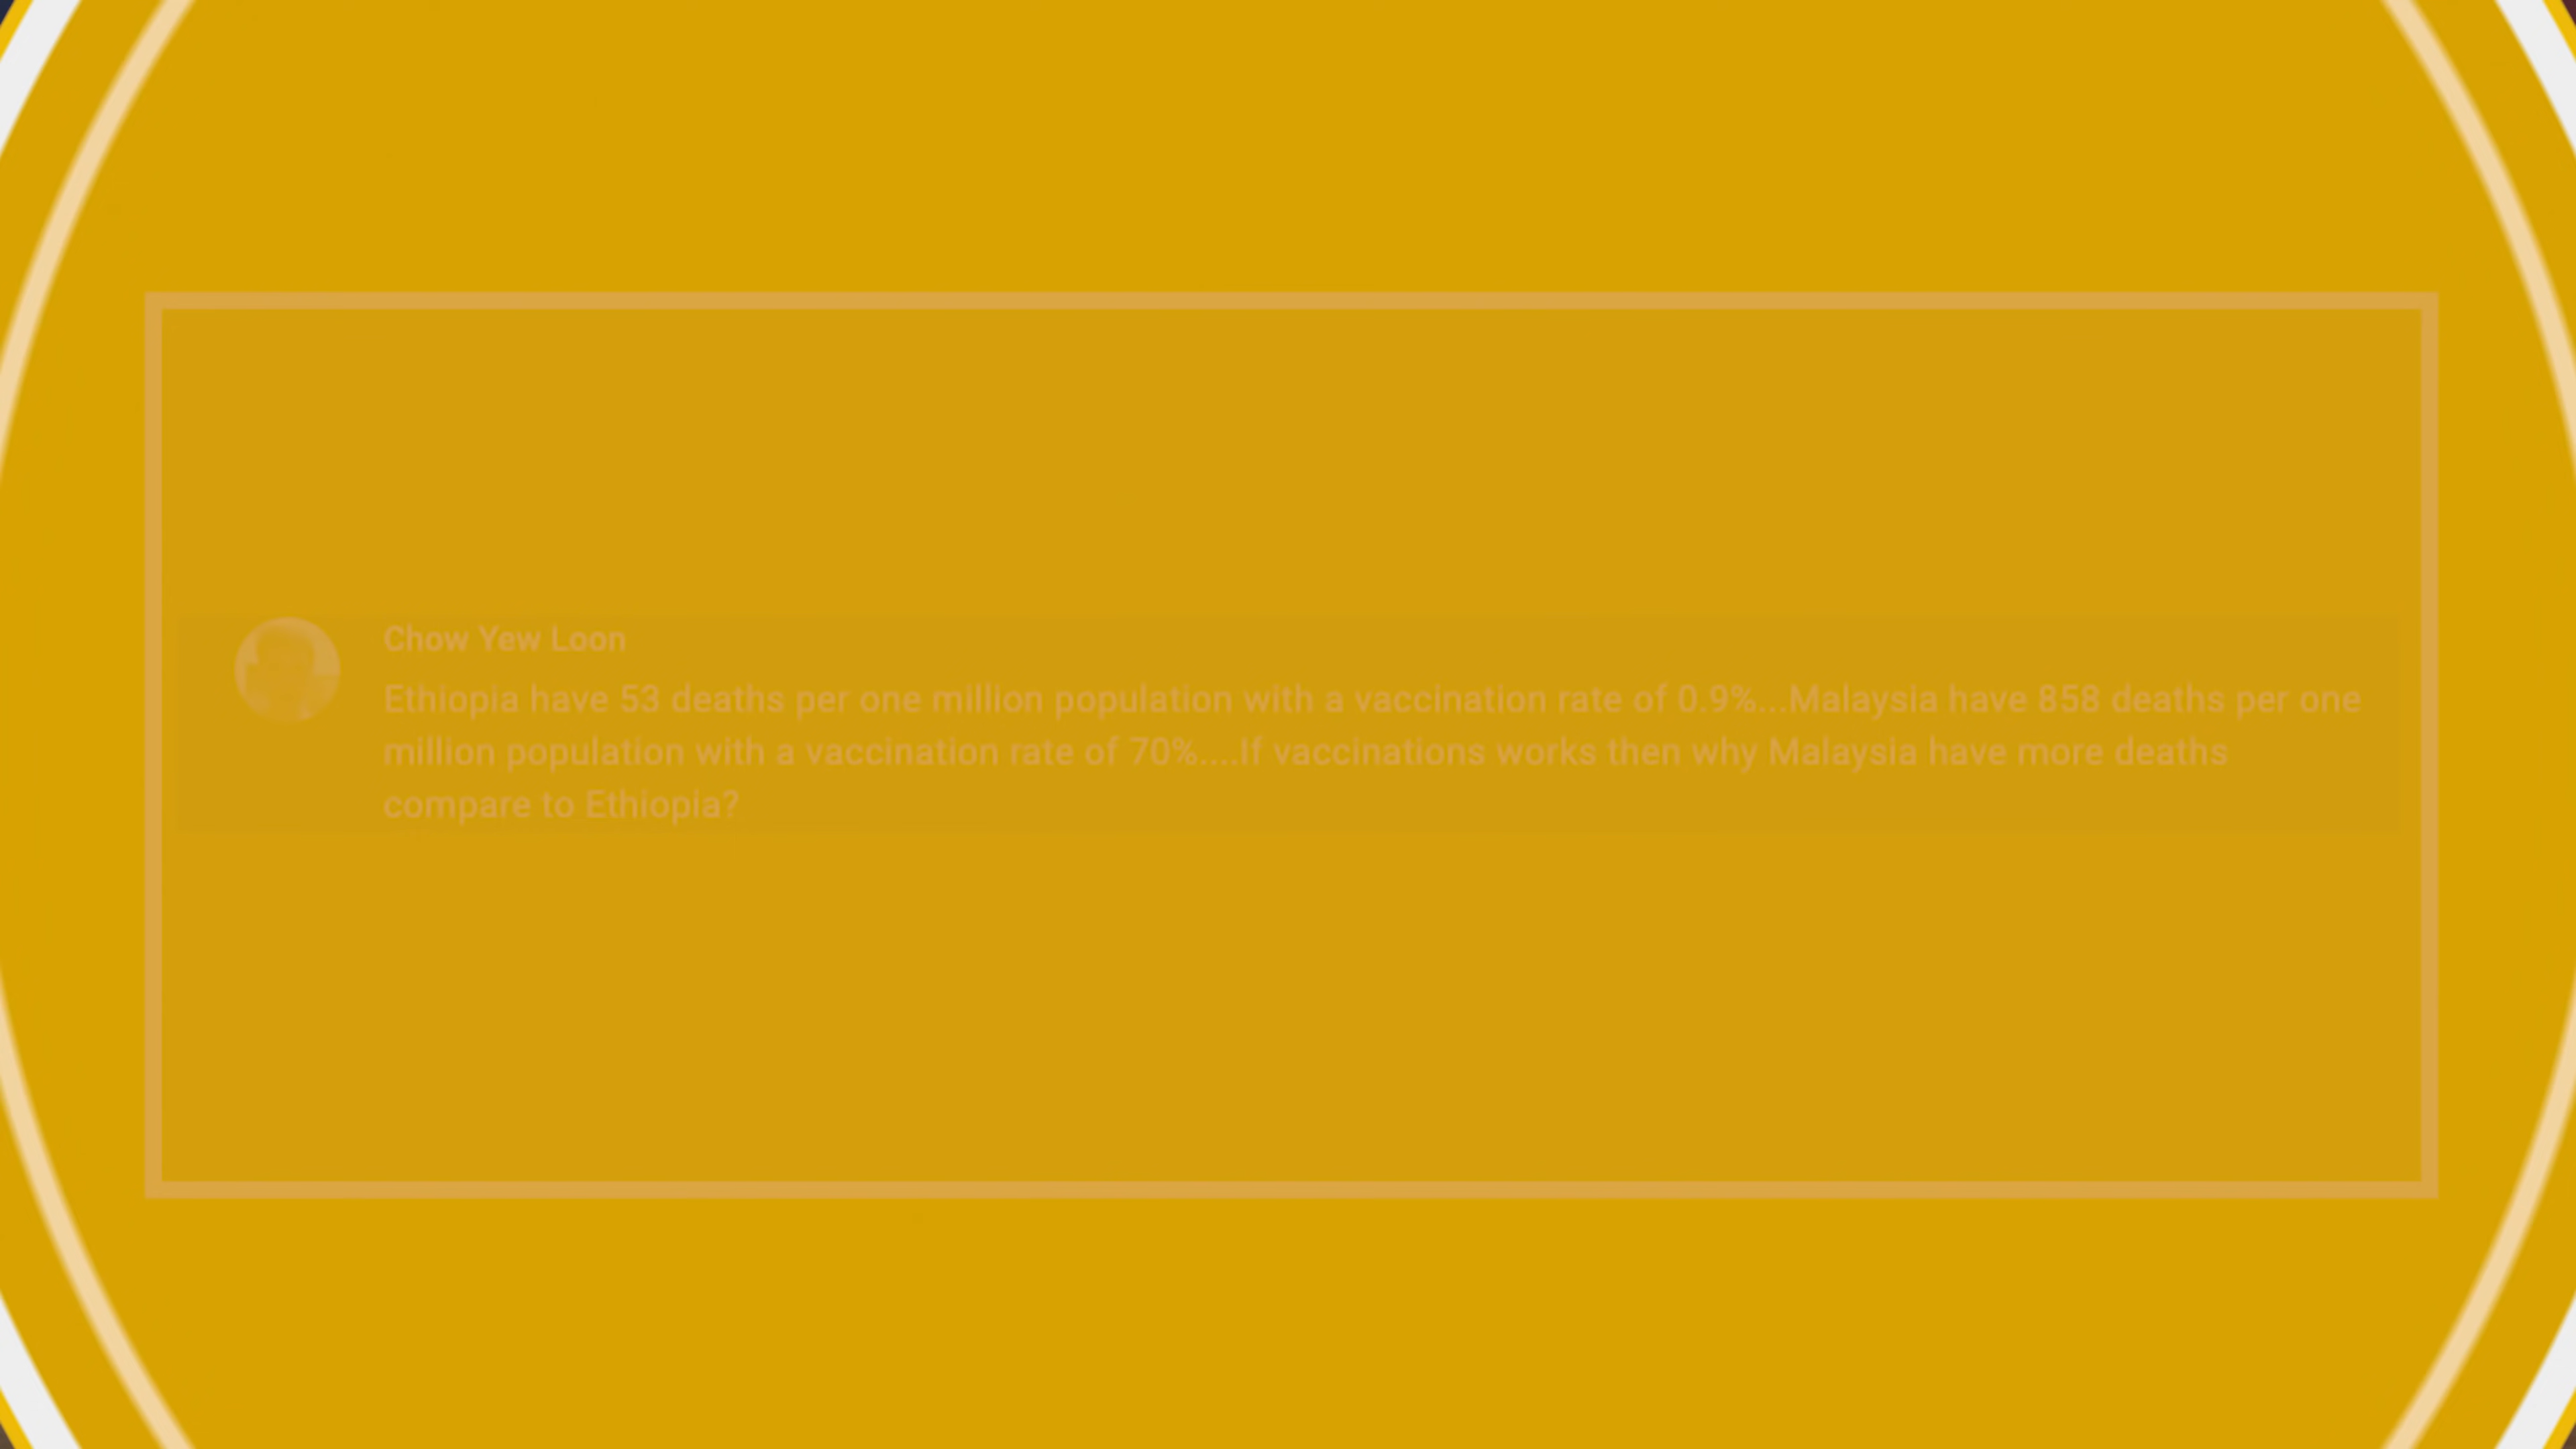 Chow Yew Loon
Ethiopia have 53 deaths per one million population with a vaccination rate of 0.9%...Malaysia have 858 deaths per one
million population with a vaccination rate of 70%....If vaccinations works then why Malaysia have more deaths
compare to Ethiopia?